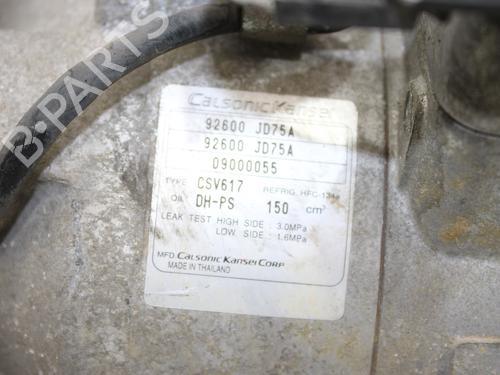 B-PARTS
CalsonicKansei
92600 JD75A
92600 JD75A
09000055
TYPE CSV617 REFRIG. HFC-134a
OIL DH-PS 150 cm³
LEAK TEST HIGH SIDE : 3.0MPa
LOW SIDE : 1.6MPa
MFD.CALSONIC KANSEI CORP.
MADE IN THAILAND